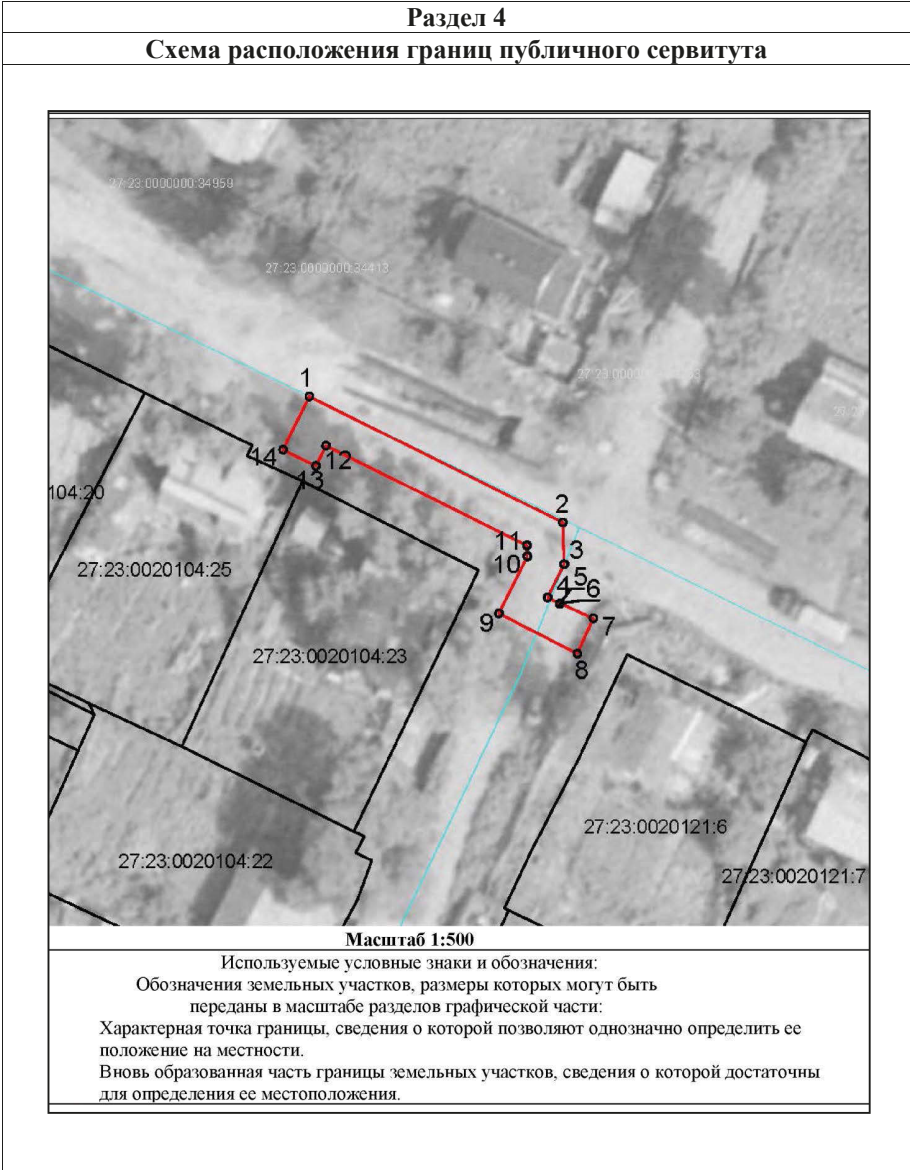 Раздел 4
Схема расположения границ публичного сервитута
27:23:0000000:34959
27:23:0000000:34413
1
14
13
12
2
11
10
3
4
5
6
9
7
8
104:20
27:23:0020104:25
27:23:0020104:23
27:23:0020121:6
27:23:0020104:22
27:23:0020121:7
Масштаб 1:500
Используемые условные знаки и обозначения:
Обозначения земельных участков, размеры которых могут быть
переданы в масштабе разделов графической части:
Характерная точка границы, сведения о которой позволяют однозначно определить ее
положение на местности.
Вновь образованная часть границы земельных участков, сведения о которой достаточны
для определения ее местоположения.